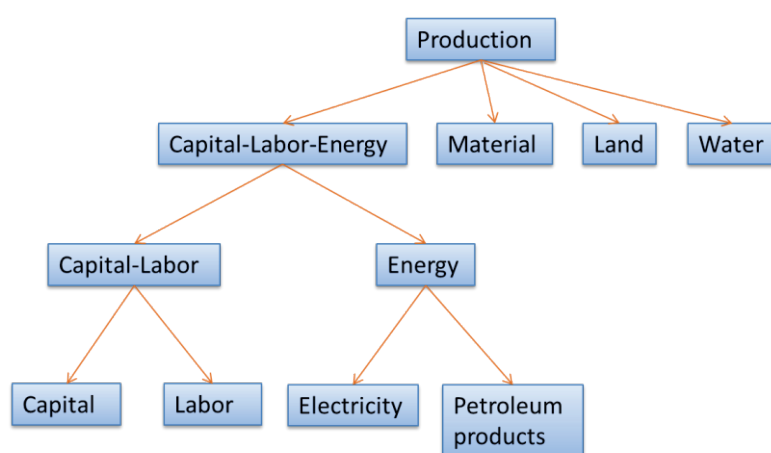 Production
Capital-Labor-Energy
Material
Land
Water
Capital-Labor
Energy
Capital
Labor
Electricity
Petroleum
products